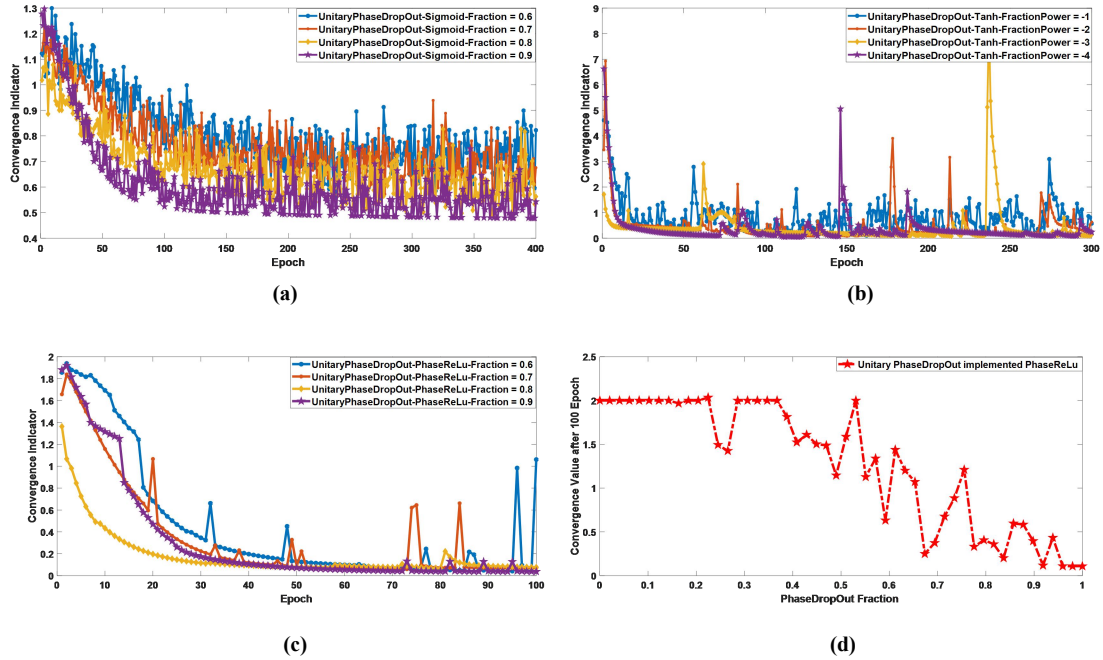 UnitaryPhaseDropOut-Sigmoid-Fraction = 0.6
UnitaryPhaseDropOut-Sigmoid-Fraction = 0.7
UnitaryPhaseDropOut-Sigmoid-Fraction = 0.8
UnitaryPhaseDropOut-Sigmoid-Fraction = 0.9
Convergence Indicator
1.3
1.2
1.1
1
0.9
0.8
0.7
0.6
0.5
0.4
50 100 150 200 250 300 350 400
Epoch
(a)
UnitaryPhaseDropOut-Tanh-FractionPower = -1
UnitaryPhaseDropOut-Tanh-FractionPower = -2
UnitaryPhaseDropOut-Tanh-FractionPower = -3
UnitaryPhaseDropOut-Tanh-FractionPower = -4
Convergence Indicator
9
8
7
6
5
4
3
2
1
0
50 100 150 200 250 300
Epoch
(b)
UnitaryPhaseDropOut-PhaseReLu-Fraction = 0.6
UnitaryPhaseDropOut-PhaseReLu-Fraction = 0.7
UnitaryPhaseDropOut-PhaseReLu-Fraction = 0.8
UnitaryPhaseDropOut-PhaseReLu-Fraction = 0.9
Convergence Indicator
2
1.8
1.6
1.4
1.2
1
0.8
0.6
0.4
0.2
0
0 10 20 30 40 50 60 70 80 90 100
Epoch
(c)
Unitary PhaseDropOut implemented PhaseReLu
Convergence Value after 100 Epoch
2.5
2
1.5
1
0.5
0
0 0.1 0.2 0.3 0.4 0.5 0.6 0.7 0.8 0.9 1
PhaseDropOut Fraction
(d)